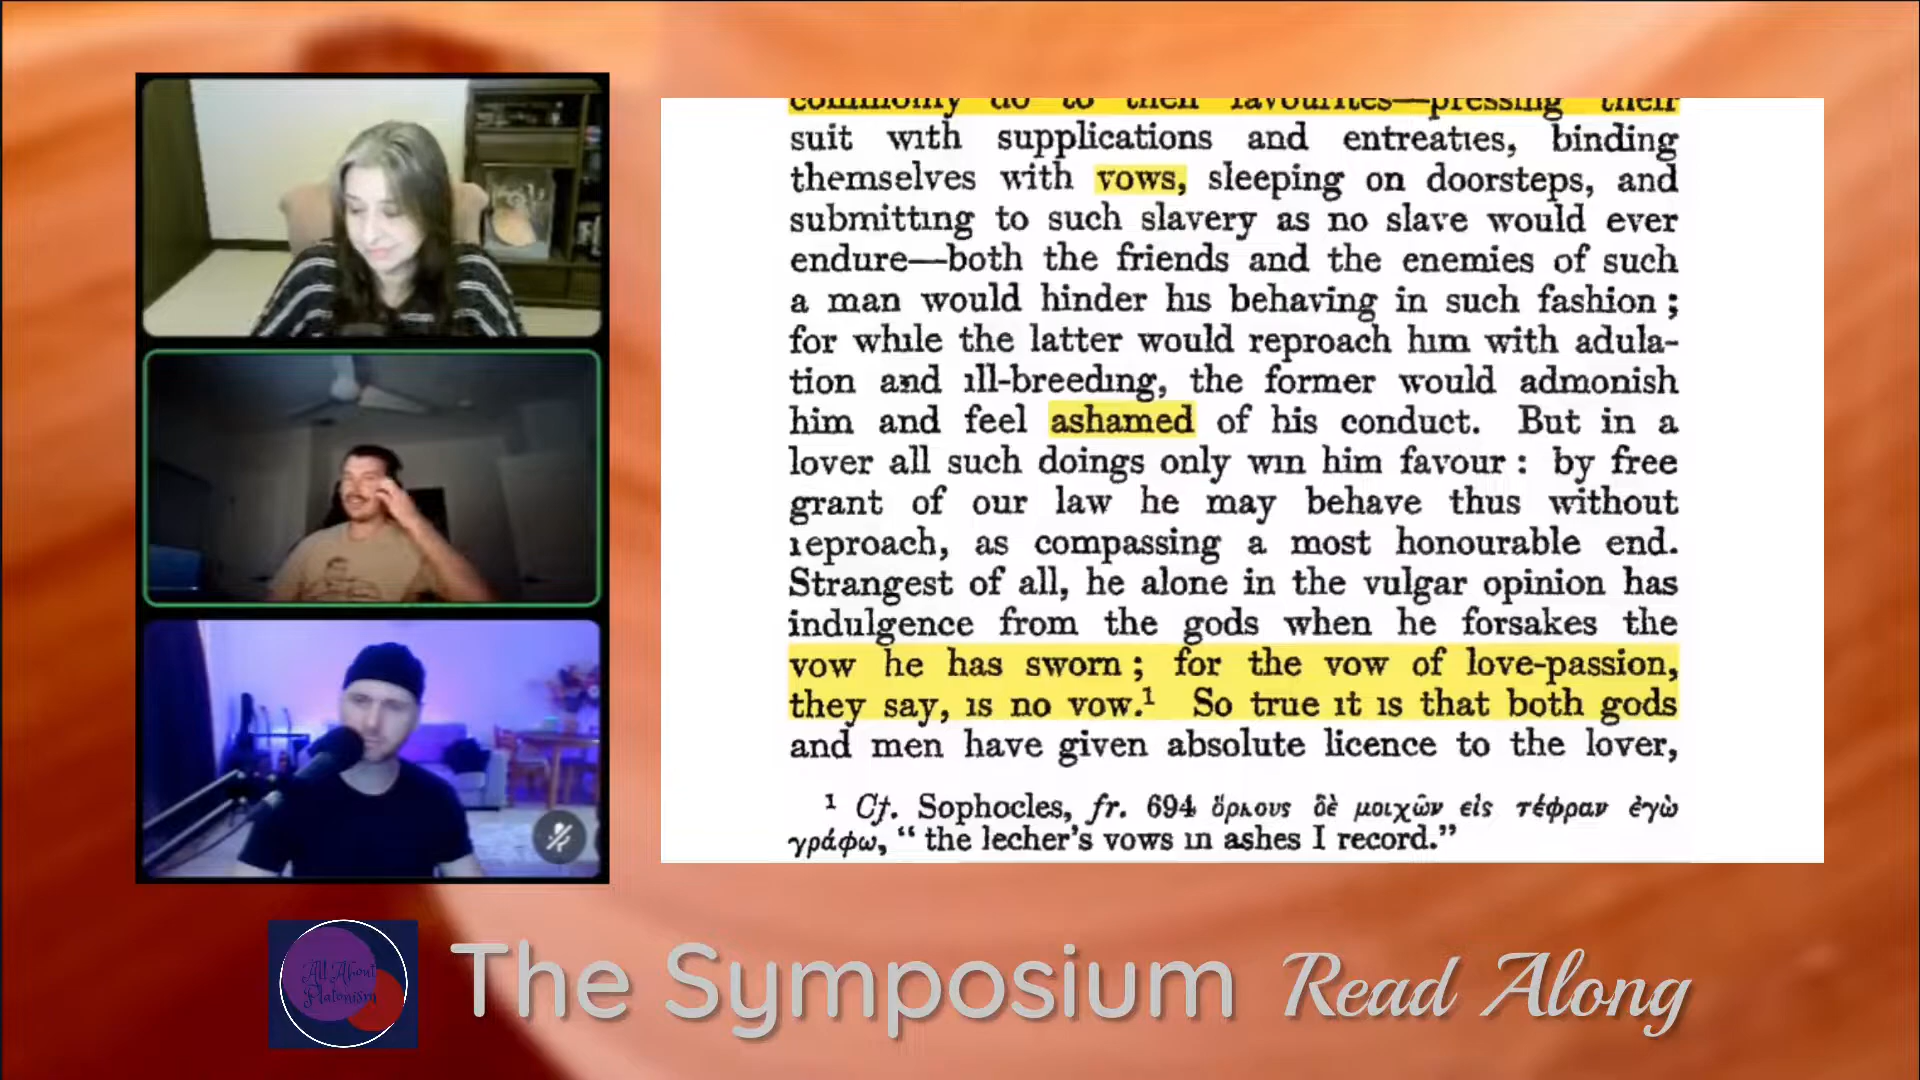 commonly do to their favourites—pressing their
suit with supplications and entreaties, binding
themselves with vows, sleeping on doorsteps, and
submitting to such slavery as no slave would ever
endure—both the friends and the enemies of such
a man would hinder his behaving in such fashion ;
for while the latter would reproach him with adula-
tion and ill-breeding, the former would admonish
him and feel ashamed of his conduct. But in a
lover all such doings only win him favour : by free
grant of our law he may behave thus without
reproach, as compassing a most honourable end.
Strangest of all, he alone in the vulgar opinion has
indulgence from the gods when he forsakes the
vow he has sworn ; for the vow of love-passion,
they say, is no vow.¹ So true it is that both gods
and men have given absolute licence to the lover,
¹ Cf. Sophocles, fr. 694 ὅρκους δὲ μοιχῶν εἰς τέφραν ἐγὼ
γράφω, “ the lecher's vows in ashes I record.”
All About
Platonism
The Symposium Read Along